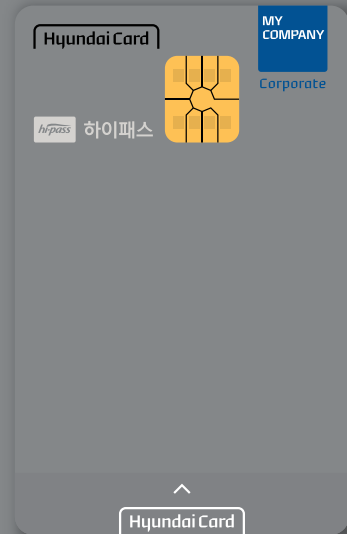 Hyundai Card
MY
COMPANY
Corporate
hi-pass 하이패스
Hyundai Card